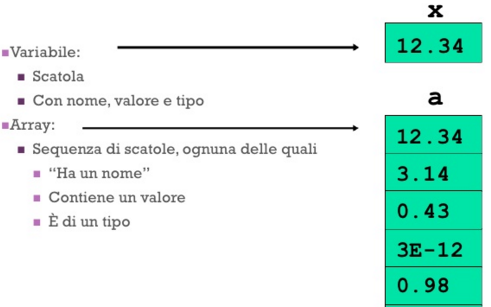 x
12.34
Variabile:
Scatola
Con nome, valore e tipo
a
Array:
12.34
Sequenza di scatole, ognuna delle quali
3.14
“Ha un nome”
Contiene un valore
0.43
È di un tipo
3E-12
0.98